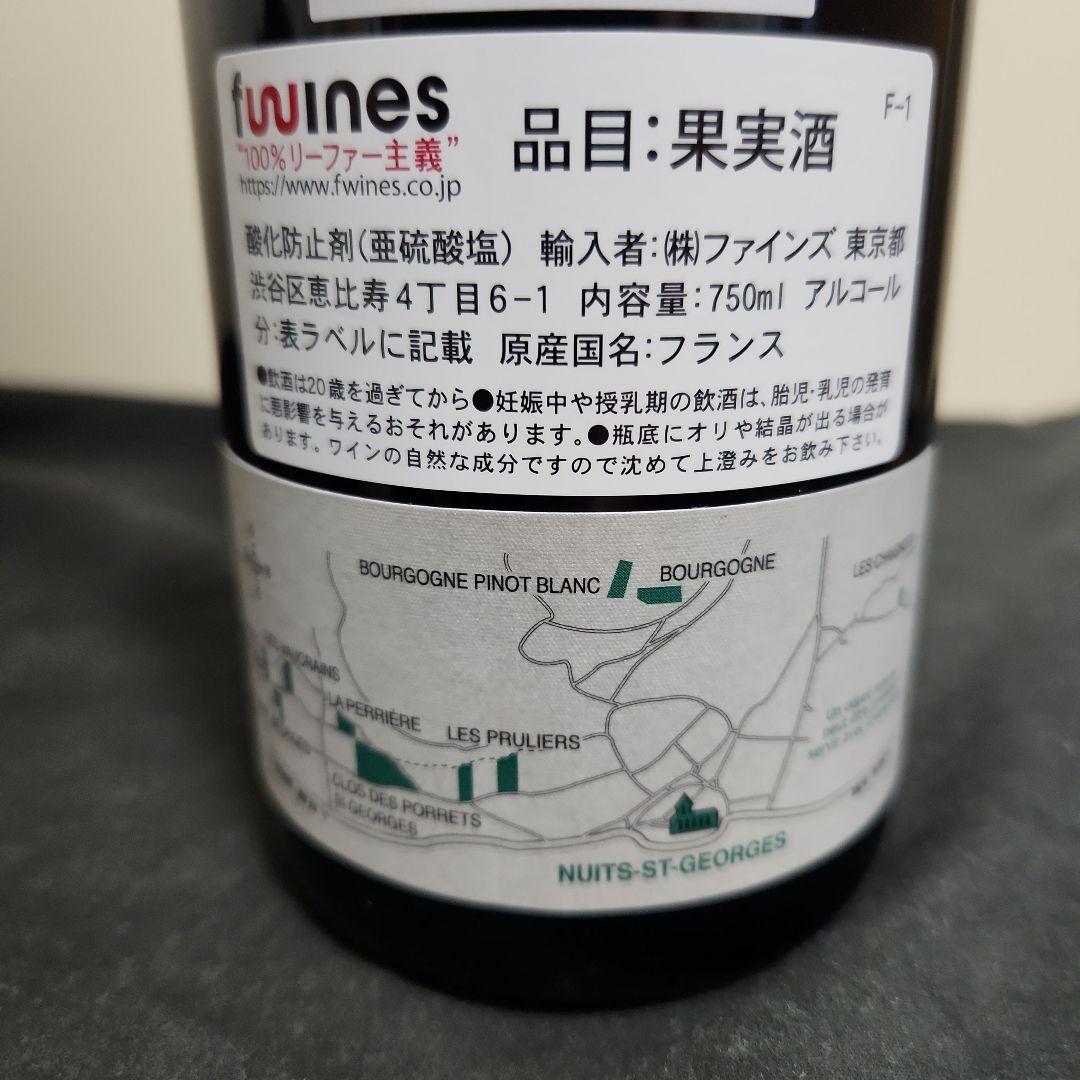 fwines
"100%リーファー主義"
https://www.fwines.co.jp
品目:果実酒
F-1
酸化防止剤(亜硫酸塩) 輸入者:(株)ファインズ 東京都
渋谷区恵比寿4丁目6-1 内容量:750ml アルコール
分:表ラベルに記載 原産国名:フランス
●飲酒は20歳を過ぎてから●妊娠中や授乳期の飲酒は、胎児・乳児の発育
に悪影響を与えるおそれがあります。●瓶底にオリや結晶が出る場合が
あります。ワインの自然な成分ですので沈めて上澄みをお飲み下さい。
BOURGOGNE PINOT BLANC
BOURGOGNE
LA PERRIÈRE
LES PRULIERS
CLOS DES PORRETS
St GEORGES
NUITS-ST-GEORGES